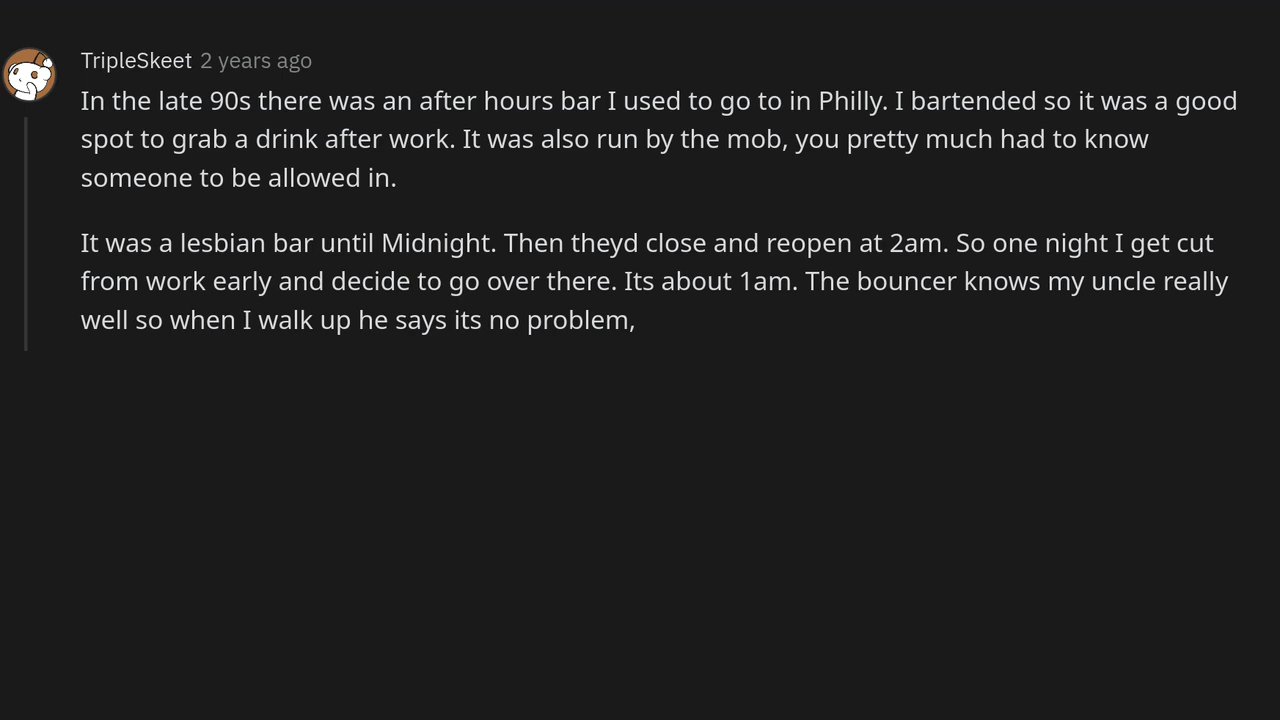 TripleSkeet 2 years ago
In the late 90s there was an after hours bar I used to go to in Philly. I bartended so it was a good
spot to grab a drink after work. It was also run by the mob, you pretty much had to know
someone to be allowed in.
It was a lesbian bar until Midnight. Then theyd close and reopen at 2am. So one night I get cut
from work early and decide to go over there. Its about 1am. The bouncer knows my uncle really
well so when I walk up he says its no problem,